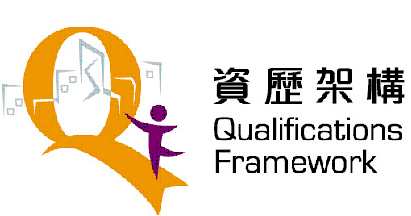 資歷架構
Qualifications
Framework